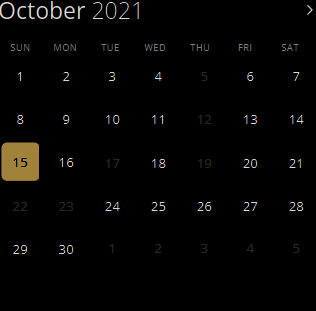 October 2021
SUN MON TUE WED THU FRI SAT
1 2 3 4 5 6 7
8 9 10 11 12 13 14
15 16 17 18 19 20 21
22 23 24 25 26 27 28
29 30 1 2 3 4 5